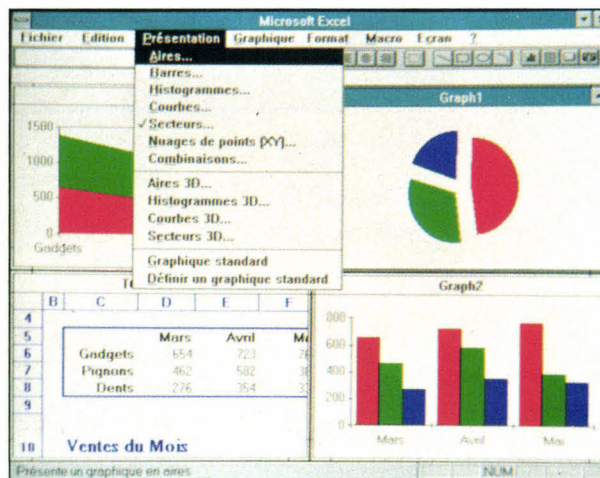 Microsoft Excel
Fichier Edition Présentation Graphique Format Macro Ecran ?
Aires...
Barres...
Histogrammes...
Courbes...
✓Secteurs...
Nuages de points (XY)...
Combinaisons...
Aires 3D...
Histogrammes 3D...
Courbes 3D...
Secteurs 3D...
Graphique standard
Définir un graphique standard
1500
1000
500
0
Gadgets
Graph1
B C D E F
4
5 Mars Avril
6 Gadgets 654 723
7 Pignons 462 582
8 Dents 276 354
9
10 Ventes du Mois
Graph2
800
600
400
200
0
Mars Avril Mai
Présente un graphique en aires NUM